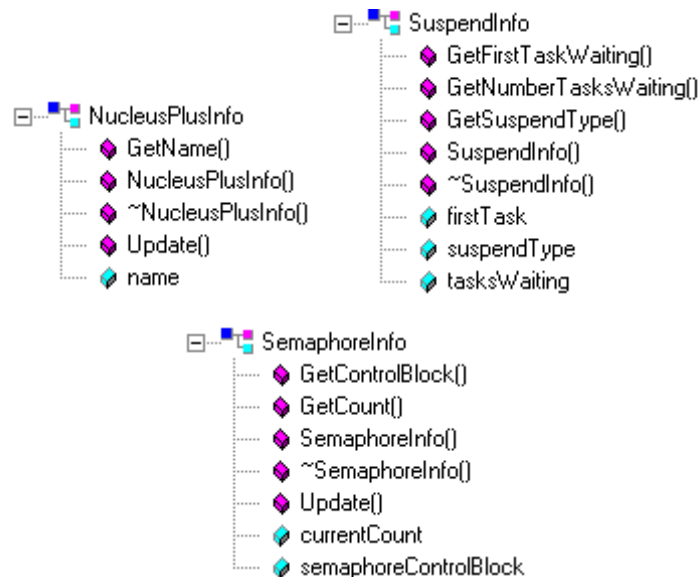 SuspendInfo
GetFirstTaskWaiting()
GetNumberTasksWaiting()
GetSuspendType()
SuspendInfo()
~SuspendInfo()
firstTask
suspendType
tasksWaiting
NucleusPlusInfo
GetName()
NucleusPlusInfo()
~NucleusPlusInfo()
Update()
name
SemaphoreInfo
GetControlBlock()
GetCount()
SemaphoreInfo()
~SemaphoreInfo()
Update()
currentCount
semaphoreControlBlock